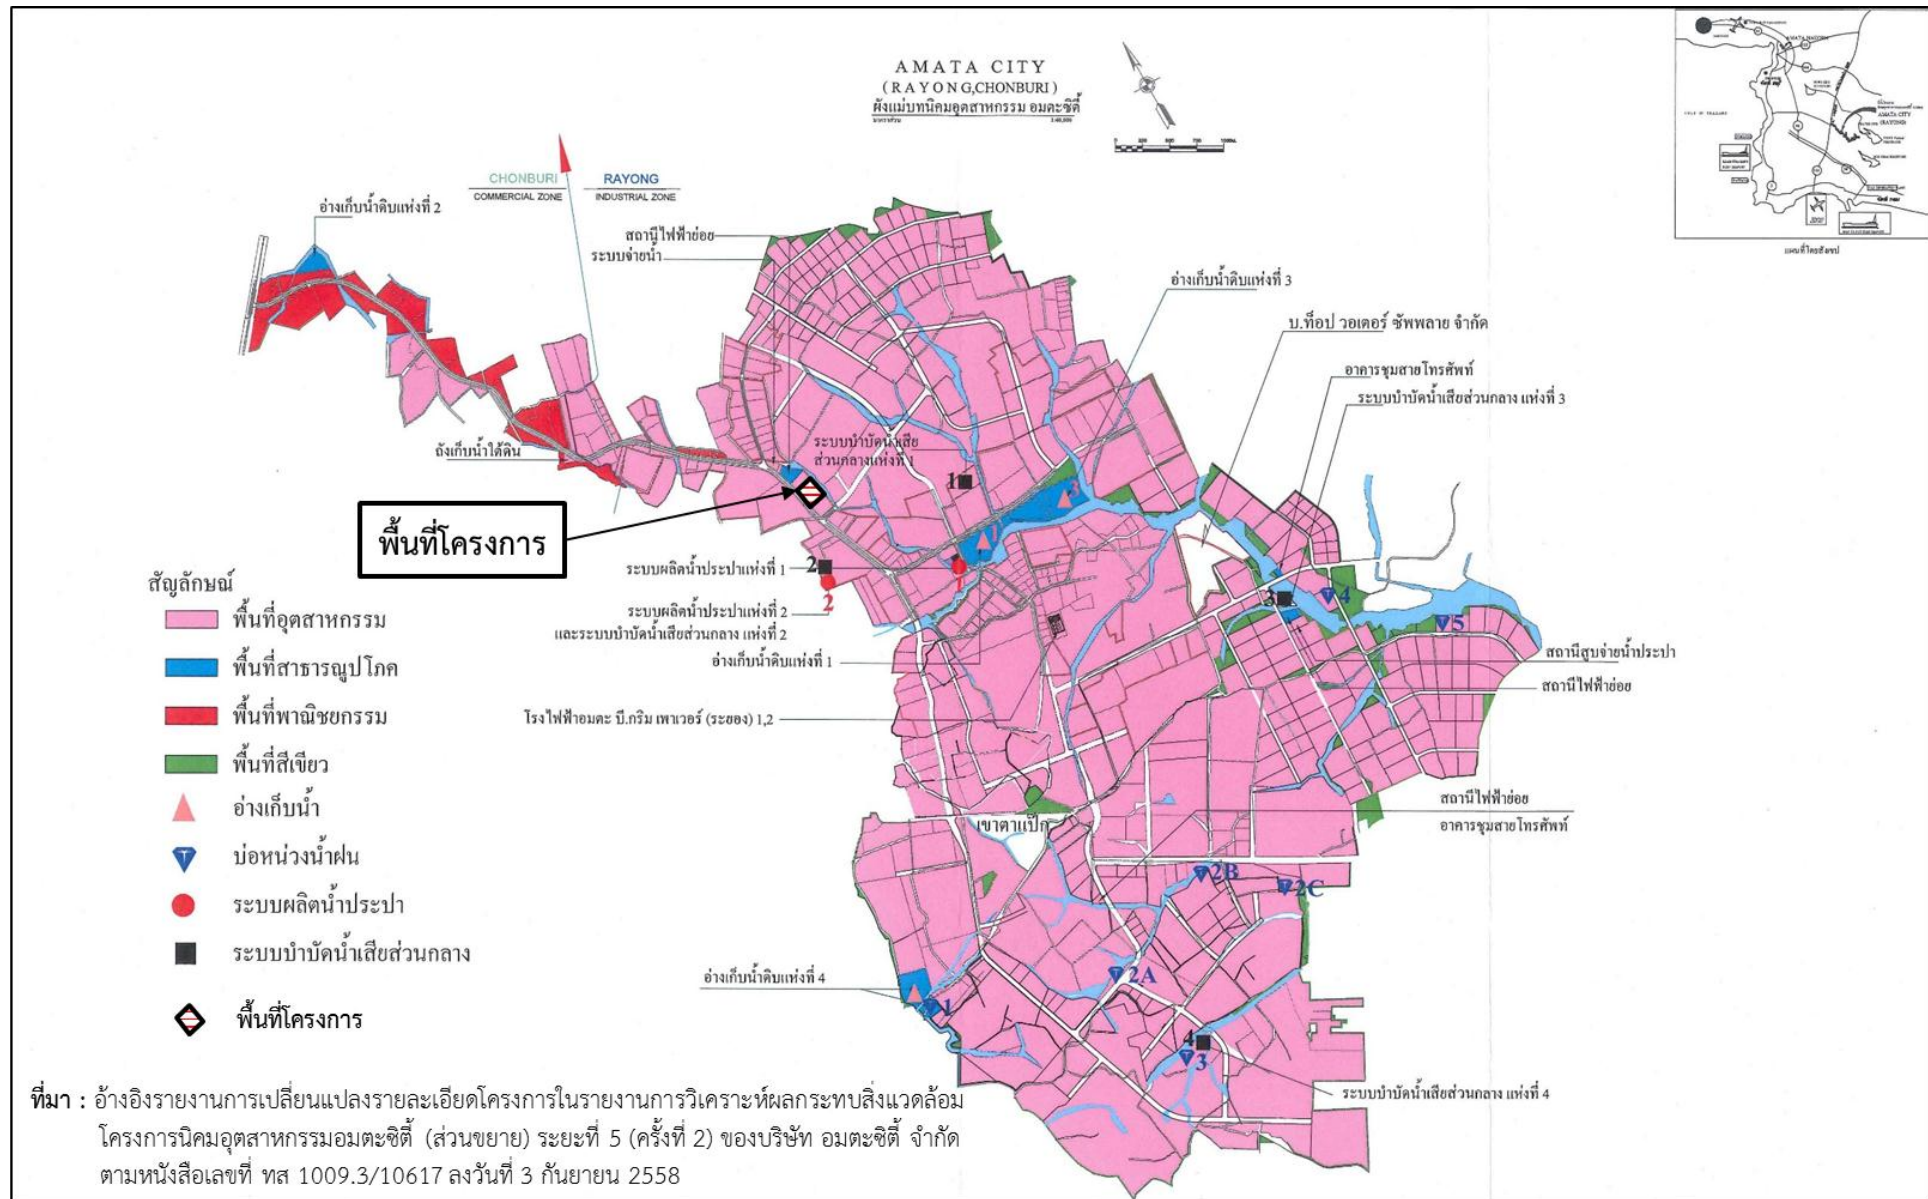 AMATA CITY
(RAYONG,CHONBURI)
ผังแม่บทนิคมอุตสาหกรรม อมตะซิตี้
CHONBURI
COMMERCIAL ZONE
RAYONG
INDUSTRIAL ZONE
AMATA CITY
(RAYONG)
แผนที่โดยสังเขป
อ่างเก็บน้ำดิบแห่งที่ 2
สถานีไฟฟ้าย่อย
ระบบจ่ายน้ำ
อ่างเก็บน้ำดิบแห่งที่ 3
บ.ท็อป วอเตอร์ ซัพพลาย จำกัด
อาคารชุมสายโทรศัพท์
ระบบบำบัดน้ำเสียส่วนกลาง แห่งที่ 3
ถังเก็บน้ำใต้ดิน
ระบบบำบัดน้ำเสีย
ส่วนกลางแห่งที่ 1
1
3
1
พื้นที่โครงการ
ระบบผลิตน้ำประปาแห่งที่ 1
2
2
1
ระบบผลิตน้ำประปาแห่งที่ 2
และระบบบำบัดน้ำเสียส่วนกลาง แห่งที่ 2
อ่างเก็บน้ำดิบแห่งที่ 1
3
4
5
สถานีสูบจ่ายน้ำประปา
สถานีไฟฟ้าย่อย
โรงไฟฟ้าอมตะ บี.กริม เพาเวอร์ (ระยอง) 1,2
สถานีไฟฟ้าย่อย
อาคารชุมสายโทรศัพท์
เขาตาแป๊ก
2B
2C
2A
อ่างเก็บน้ำดิบแห่งที่ 4
1
4
3
ระบบบำบัดน้ำเสียส่วนกลาง แห่งที่ 4
สัญลักษณ์
พื้นที่อุตสาหกรรม
พื้นที่สาธารณูปโภค
พื้นที่พาณิชยกรรม
พื้นที่สีเขียว
อ่างเก็บน้ำ
บ่อหน่วงน้ำฝน
ระบบผลิตน้ำประปา
ระบบบำบัดน้ำเสียส่วนกลาง
พื้นที่โครงการ
ที่มา : อ้างอิงรายงานการเปลี่ยนแปลงรายละเอียดโครงการในรายงานการวิเคราะห์ผลกระทบสิ่งแวดล้อม
โครงการนิคมอุตสาหกรรมอมตะซิตี้ (ส่วนขยาย) ระยะที่ 5 (ครั้งที่ 2) ของบริษัท อมตะซิตี้ จำกัด
ตามหนังสือเลขที่ ทส 1009.3/10617 ลงวันที่ 3 กันยายน 2558